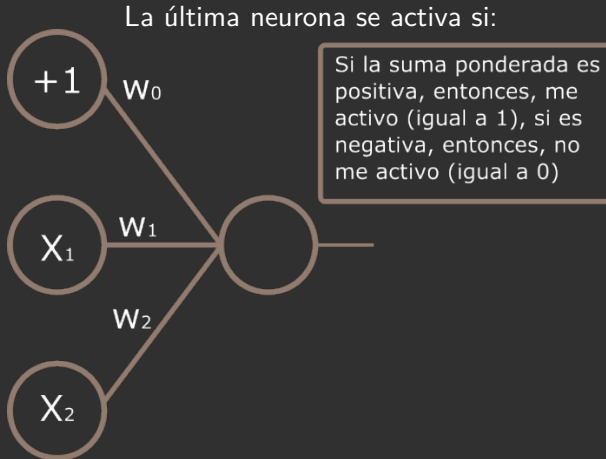 La última neurona se activa si:
+1
W0
Si la suma ponderada es
positiva, entonces, me
activo (igual a 1), si es
negativa, entonces, no
me activo (igual a 0)
X1
W1
W2
X2